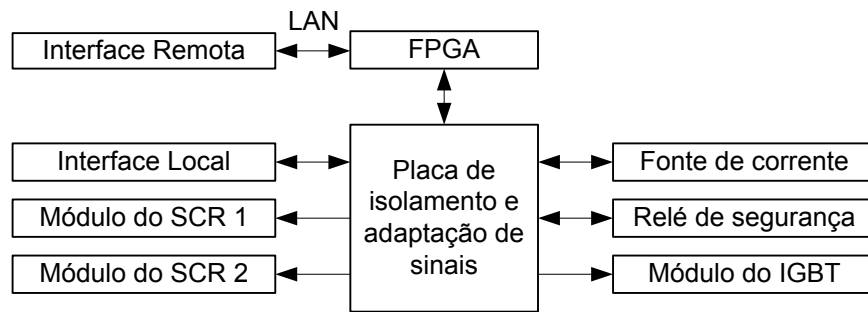 LAN
Interface Remota
FPGA
Interface Local
Módulo do SCR 1
Módulo do SCR 2
Placa de
isolamento e
adaptação de
sinais
Fonte de corrente
Relé de segurança
Módulo do IGBT